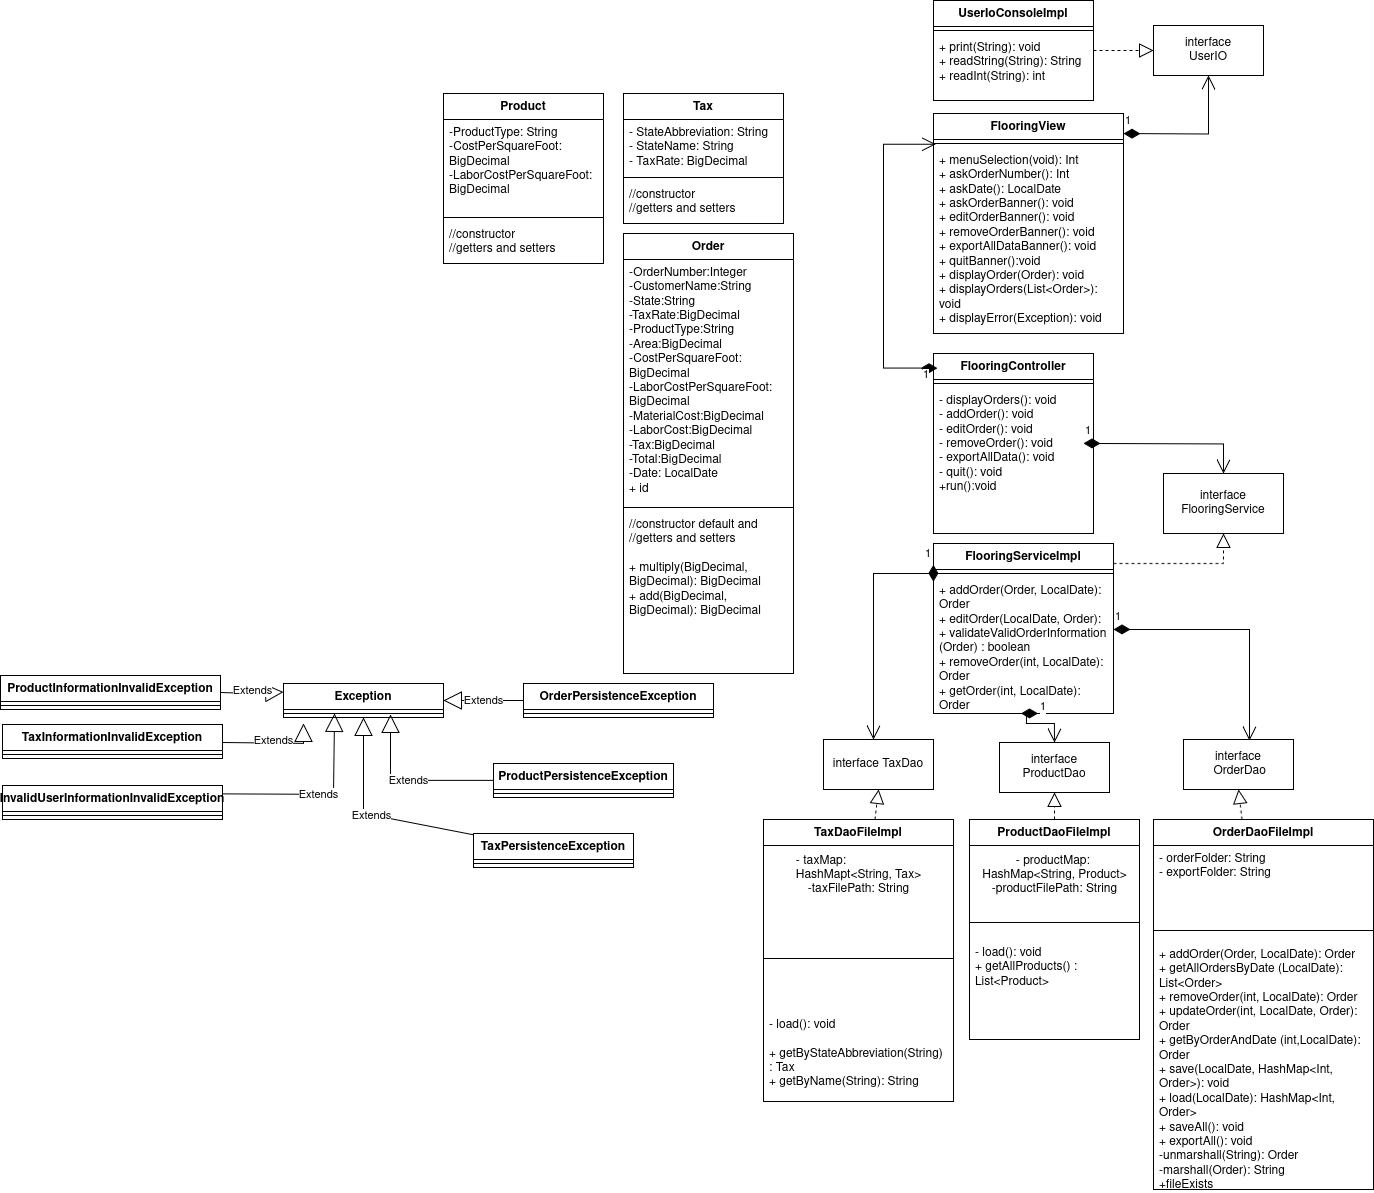 UserIoConsoleImpl
+ print(String): void
+ readString(String): String
+ readInt(String): int
interface
UserIO
Product
-ProductType: String
-CostPerSquareFoot:
BigDecimal
-LaborCostPerSquareFoot:
BigDecimal
//constructor
//getters and setters
Tax
- StateAbbreviation: String
- StateName: String
- TaxRate: BigDecimal
//constructor
//getters and setters
FlooringView
1
+ menuSelection(void): Int
+ askOrderNumber(): Int
+ askDate(): LocalDate
+ askOrderBanner(): void
+ editOrderBanner(): void
+ removeOrderBanner(): void
+ exportAllDataBanner(): void
+ quitBanner():void
+ displayOrder(Order): void
+ displayOrders(List<Order>):
void
+ displayError(Exception): void
Order
-OrderNumber:Integer
-CustomerName:String
-State:String
-TaxRate:BigDecimal
-ProductType:String
-Area:BigDecimal
-CostPerSquareFoot:
BigDecimal
-LaborCostPerSquareFoot:
BigDecimal
-MaterialCost:BigDecimal
-LaborCost:BigDecimal
-Tax:BigDecimal
-Total:BigDecimal
-Date: LocalDate
+ id
//constructor default and
//getters and setters
+ multiply(BigDecimal,
BigDecimal): BigDecimal
+ add(BigDecimal,
BigDecimal): BigDecimal
FlooringController
1
- displayOrders(): void
- addOrder(): void
- editOrder(): void
- removeOrder(): void
- exportAllData(): void
- quit(): void
+run():void
1
interface
FlooringService
FlooringServiceImpl
1
+ addOrder(Order, LocalDate):
Order
+ editOrder(LocalDate, Order):
+ validateValidOrderInformation
(Order) : boolean
+ removeOrder(int, LocalDate):
Order
+ getOrder(int, LocalDate):
Order
1
1
ProductInformationInvalidException
Extends
Exception
Extends
OrderPersistenceException
TaxInformationInvalidException
Extends
InvalidUserInformationInvalidException
Extends
Extends
ProductPersistenceException
Extends
TaxPersistenceException
interface TaxDao
interface
ProductDao
interface
OrderDao
TaxDaoFileImpl
- taxMap:
HashMapt<String, Tax>
-taxFilePath: String
- load(): void
+ getByStateAbbreviation(String)
: Tax
+ getByName(String): String
ProductDaoFileImpl
- productMap:
HashMap<String, Product>
-productFilePath: String
- load(): void
+ getAllProducts() :
List<Product>
OrderDaoFileImpl
- orderFolder: String
- exportFolder: String
+ addOrder(Order, LocalDate): Order
+ getAllOrdersByDate (LocalDate):
List<Order>
+ removeOrder(int, LocalDate): Order
+ updateOrder(int, LocalDate, Order):
Order
+ getByOrderAndDate (int,LocalDate):
Order
+ save(LocalDate, HashMap<Int,
Order>): void
+ load(LocalDate): HashMap<Int,
Order>
+ saveAll(): void
+ exportAll(): void
-unmarshall(String): Order
-marshall(Order): String
+fileExists